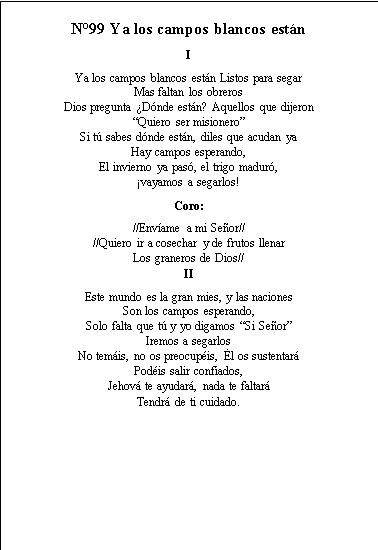 Nº99 Ya los campos blancos están
I
Ya los campos blancos están Listos para segar
Mas faltan los obreros
Dios pregunta ¿Dónde están? Aquellos que dijeron
“Quiero ser misionero”
Si tú sabes dónde están, diles que acudan ya
Hay campos esperando,
El invierno ya pasó, el trigo maduró,
¡vayamos a segarlos!
Coro:
//Envíame a mi Señor//
//Quiero ir a cosechar y de frutos llenar
Los graneros de Dios//
II
Este mundo es la gran mies, y las naciones
Son los campos esperando,
Solo falta que tú y yo digamos “Si Señor”
Iremos a segarlos
No temáis, no os preocupéis, Él os sustentará
Podéis salir confiados,
Jehová te ayudará, nada te faltará
Tendrá de ti cuidado.